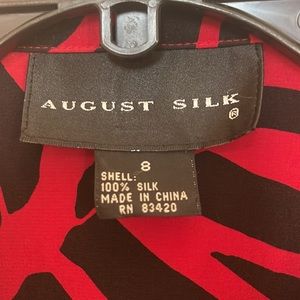 AUGUST SILK
®
8
SHELL:
100% SILK
MADE IN CHINA
RN 83420